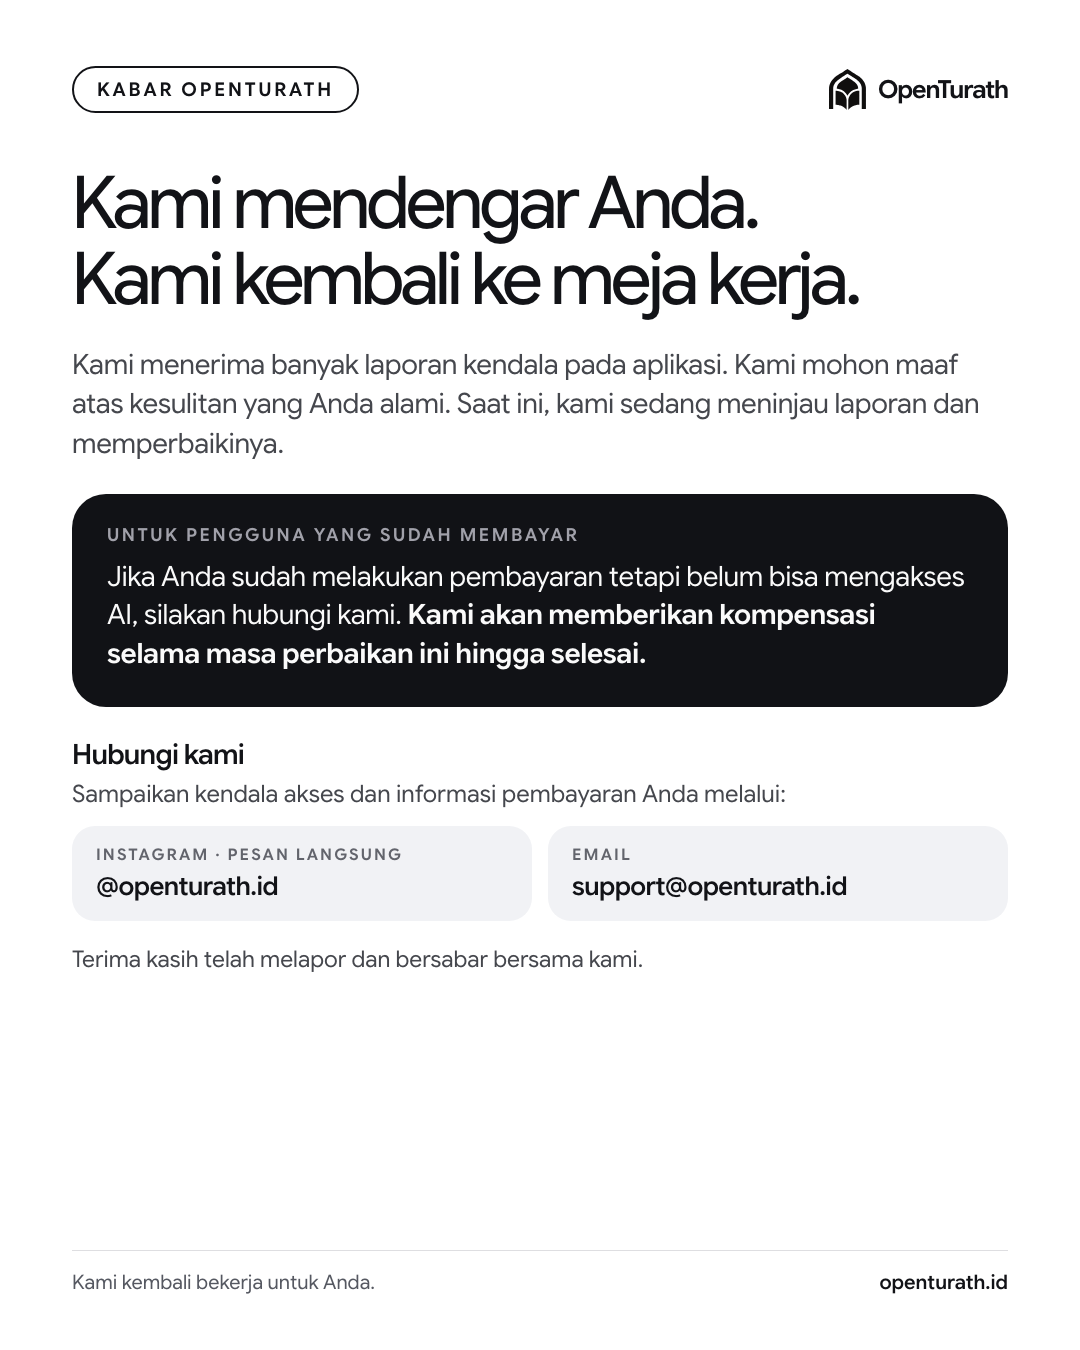 KABAR OPENTURATH
OpenTurath
Kami mendengar Anda.
Kami kembali ke meja kerja.
Kami menerima banyak laporan kendala pada aplikasi. Kami mohon maaf
atas kesulitan yang Anda alami. Saat ini, kami sedang meninjau laporan dan
memperbaikinya.
UNTUK PENGGUNA YANG SUDAH MEMBAYAR
Jika Anda sudah melakukan pembayaran tetapi belum bisa mengakses
AI, silakan hubungi kami. Kami akan memberikan kompensasi
selama masa perbaikan ini hingga selesai.
Hubungi kami
Sampaikan kendala akses dan informasi pembayaran Anda melalui:
INSTAGRAM · PESAN LANGSUNG
@openturath.id
EMAIL
support@openturath.id
Terima kasih telah melapor dan bersabar bersama kami.
Kami kembali bekerja untuk Anda.
openturath.id